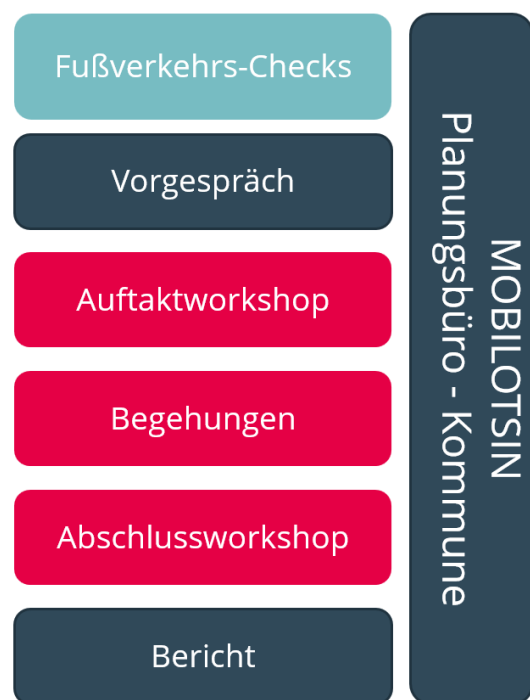 Fußverkehrs-Checks
Vorgespräch
Auftaktworkshop
Begehungen
Abschlussworkshop
Bericht
MOBILOTSIN
Planungsbüro - Kommune